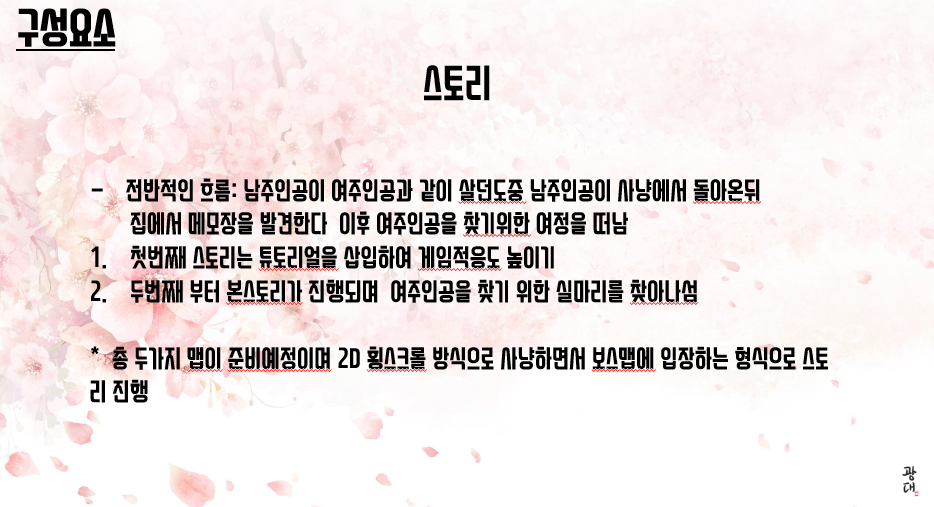 구성요소
스토리
- 전반적인 흐름: 남주인공이 여주인공과 같이 살던도중 남주인공이 사냥에서 돌아온뒤
집에서 메모장을 발견한다 이후 여주인공을 찾기위한 여정을 떠남
1. 첫번째 스토리는 튜토리얼을 삽입하여 게임적응도 높이기
2. 두번째 부터 본스토리가 진행되며 여주인공을 찾기 위한 실마리를 찾아나섬
* 총 두가지 맵이 준비예정이며 2D 횡스크롤 방식으로 사냥하면서 보스맵에 입장하는 형식으로 스토
리 진행
광
대